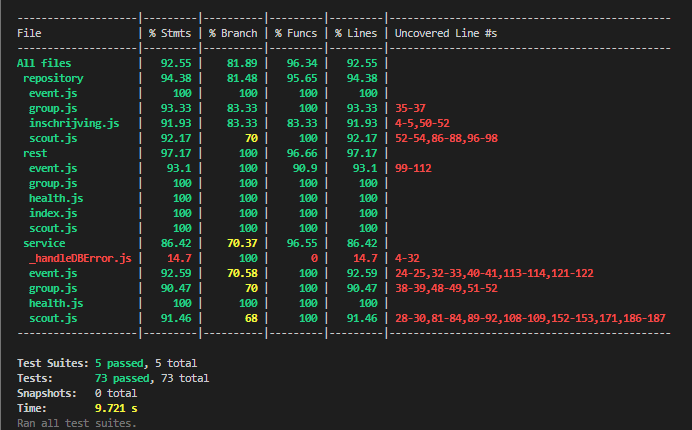 --------------------|---------|----------|---------|---------|-----------------------------------------------
File                | % Stmts | % Branch | % Funcs | % Lines | Uncovered Line #s
--------------------|---------|----------|---------|---------|-----------------------------------------------
All files           |   92.55 |    81.89 |   96.34 |   92.55 |
 repository         |   94.38 |    81.48 |   95.65 |   94.38 |
  event.js          |     100 |      100 |     100 |     100 |
  group.js          |   93.33 |    83.33 |     100 |   93.33 | 35-37
  inschrijving.js   |   91.93 |    83.33 |   83.33 |   91.93 | 4-5,50-52
  scout.js          |   92.17 |       70 |     100 |   92.17 | 52-54,86-88,96-98
 rest               |   97.17 |      100 |   96.66 |   97.17 |
  event.js          |    93.1 |      100 |    90.9 |    93.1 | 99-112
  group.js          |     100 |      100 |     100 |     100 |
  health.js         |     100 |      100 |     100 |     100 |
  index.js          |     100 |      100 |     100 |     100 |
  scout.js          |     100 |      100 |     100 |     100 |
 service            |   86.42 |    70.37 |   96.55 |   86.42 |
  _handleDBError.js |    14.7 |      100 |       0 |    14.7 | 4-32
  event.js          |   92.59 |    70.58 |     100 |   92.59 | 24-25,32-33,40-41,113-114,121-122
  group.js          |   90.47 |       70 |     100 |   90.47 | 38-39,48-49,51-52
  health.js         |     100 |      100 |     100 |     100 |
  scout.js          |   91.46 |       68 |     100 |   91.46 | 28-30,81-84,89-92,108-109,152-153,171,186-187
--------------------|---------|----------|---------|---------|-----------------------------------------------
Test Suites: 5 passed, 5 total
Tests:       73 passed, 73 total
Snapshots:   0 total
Time:        9.721 s
Ran all test suites.